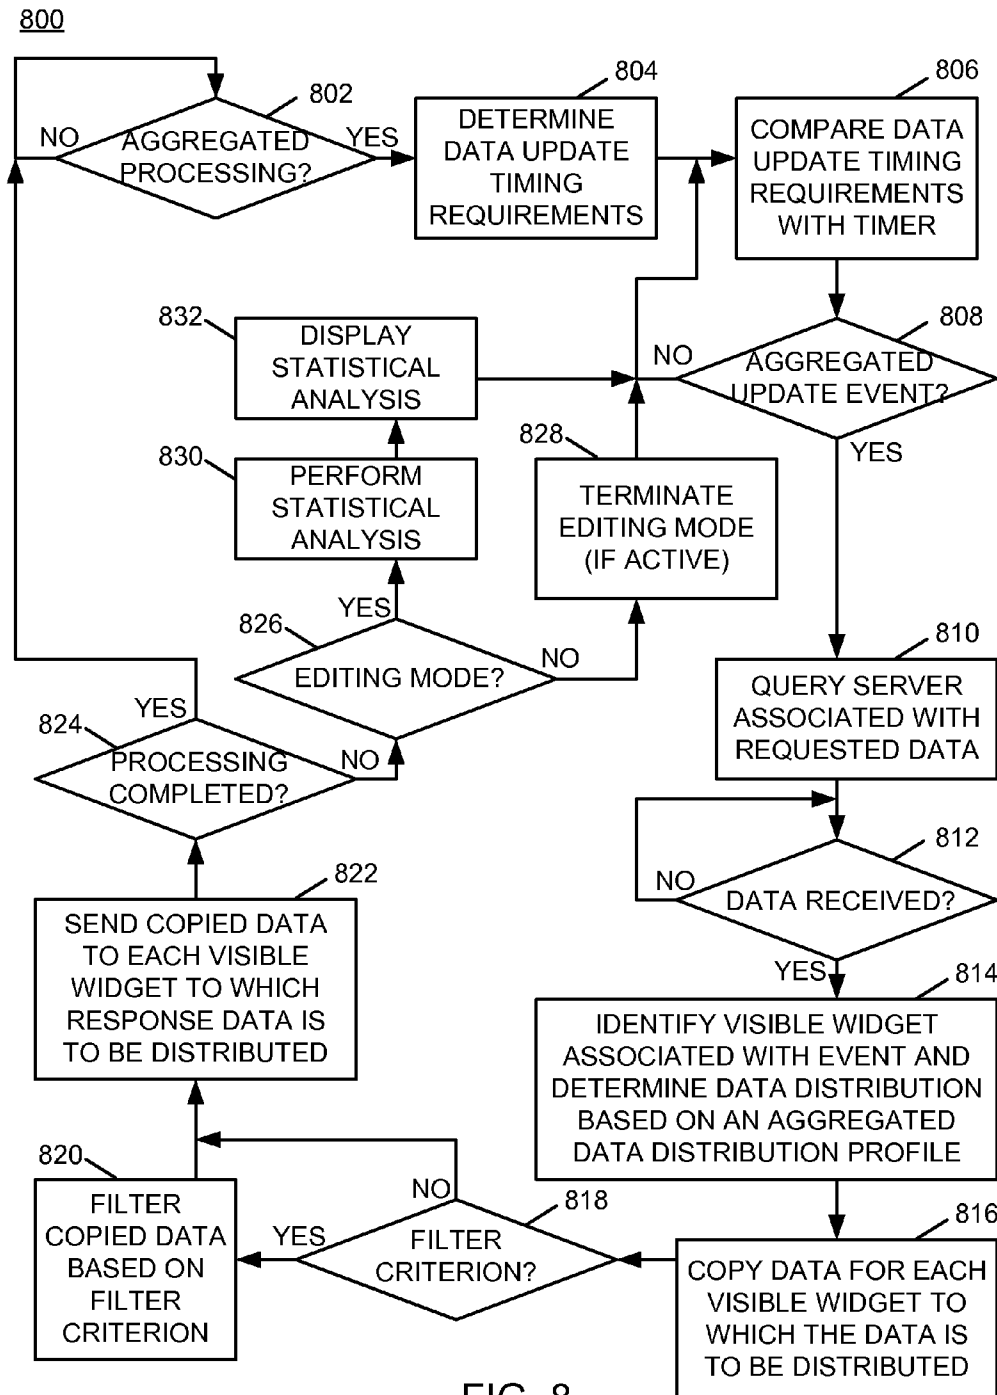 800
802
NO
AGGREGATED
PROCESSING?
YES
804
DETERMINE
DATA UPDATE
TIMING
REQUIREMENTS
806
COMPARE DATA
UPDATE TIMING
REQUIREMENTS
WITH TIMER
808
NO
AGGREGATED
UPDATE EVENT?
YES
832
DISPLAY
STATISTICAL
ANALYSIS
830
PERFORM
STATISTICAL
ANALYSIS
828
TERMINATE
EDITING MODE
(IF ACTIVE)
826
YES
EDITING MODE?
NO
810
QUERY SERVER
ASSOCIATED WITH
REQUESTED DATA
824
YES
PROCESSING
COMPLETED?
NO
812
NO
DATA RECEIVED?
YES
822
SEND COPIED DATA
TO EACH VISIBLE
WIDGET TO WHICH
RESPONSE DATA IS
TO BE DISTRIBUTED
814
IDENTIFY VISIBLE WIDGET
ASSOCIATED WITH EVENT AND
DETERMINE DATA DISTRIBUTION
BASED ON AN AGGREGATED
DATA DISTRIBUTION PROFILE
820
FILTER
COPIED DATA
BASED ON
FILTER
CRITERION
YES
NO
818
FILTER
CRITERION?
816
COPY DATA FOR EACH
VISIBLE WIDGET TO
WHICH THE DATA IS
TO BE DISTRIBUTED
FIG. 8